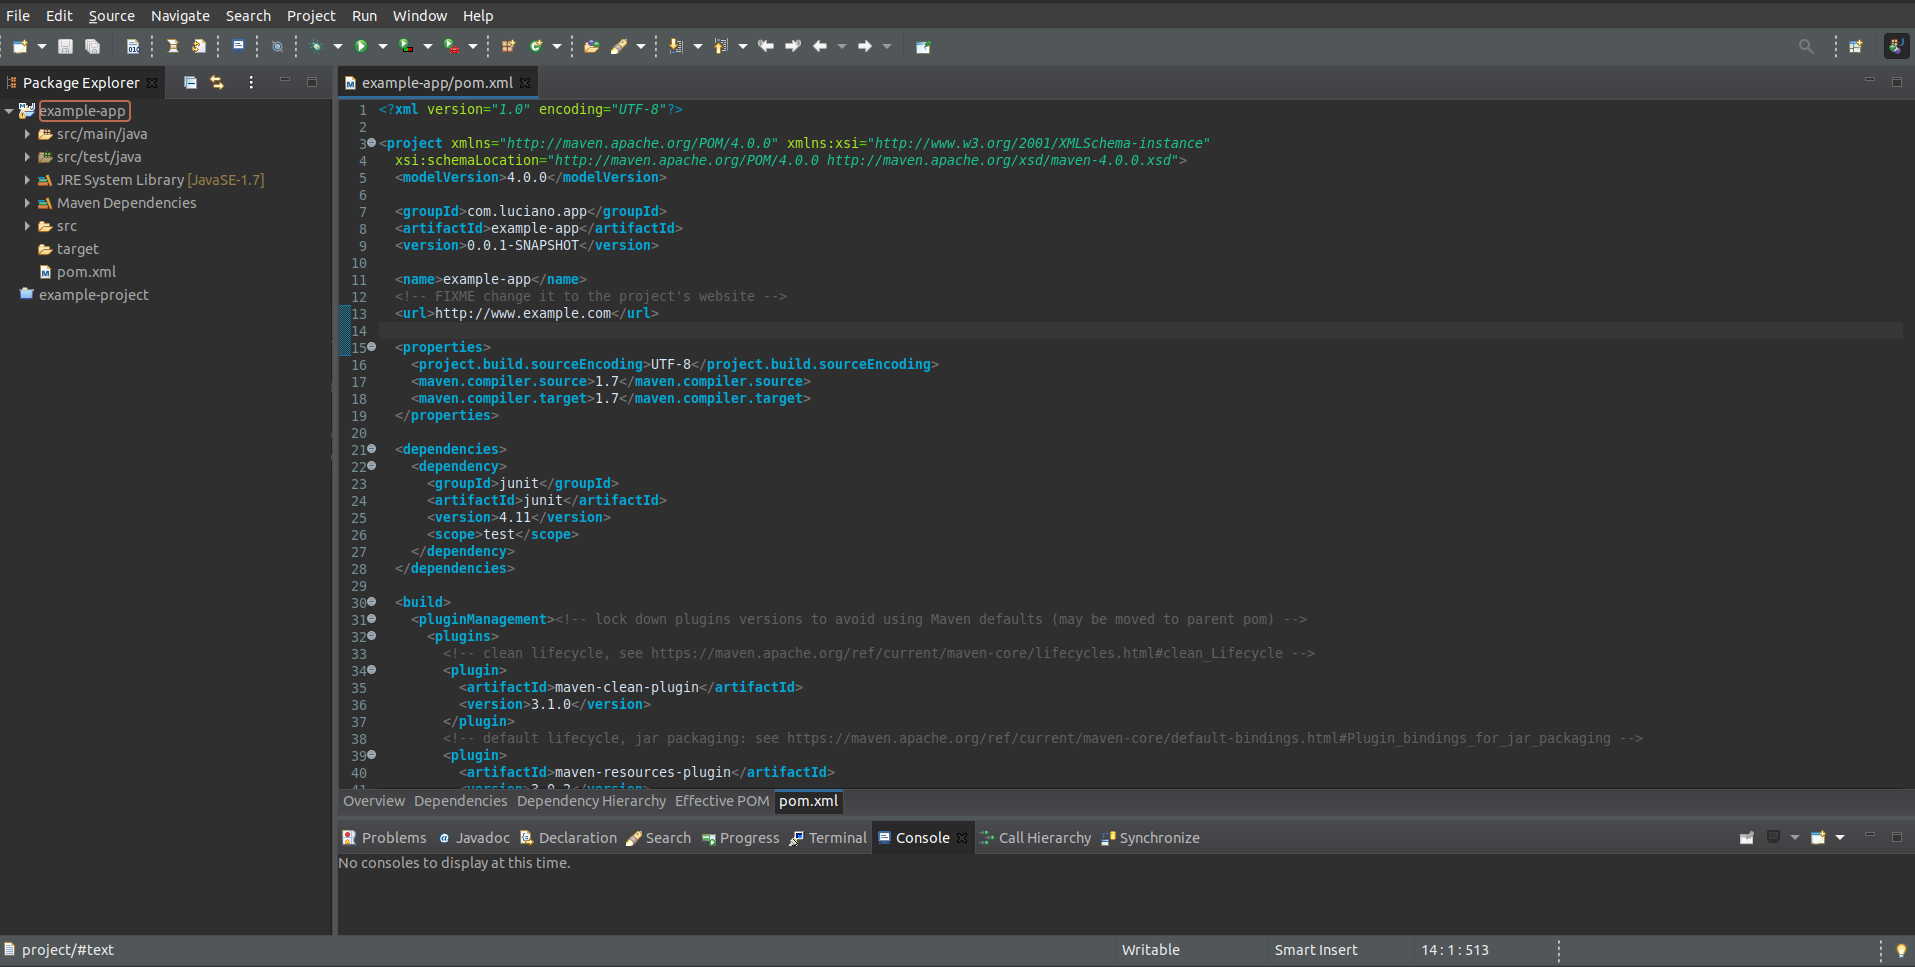 File Edit Source Navigate Search Project Run Window Help
Package Explorer
example-app
src/main/java
src/test/java
JRE System Library [JavaSE-1.7]
Maven Dependencies
src
target
pom.xml
example-project
example-app/pom.xml
1 <?xml version="1.0" encoding="UTF-8"?>
2
3 <project xmlns="http://maven.apache.org/POM/4.0.0" xmlns:xsi="http://www.w3.org/2001/XMLSchema-instance"
4 xsi:schemaLocation="http://maven.apache.org/POM/4.0.0 http://maven.apache.org/xsd/maven-4.0.0.xsd">
5 <modelVersion>4.0.0</modelVersion>
6
7 <groupId>com.luciano.app</groupId>
8 <artifactId>example-app</artifactId>
9 <version>0.0.1-SNAPSHOT</version>
10
11 <name>example-app</name>
12 <!-- FIXME change it to the project's website -->
13 <url>http://www.example.com</url>
14
15 <properties>
16 <project.build.sourceEncoding>UTF-8</project.build.sourceEncoding>
17 <maven.compiler.source>1.7</maven.compiler.source>
18 <maven.compiler.target>1.7</maven.compiler.target>
19 </properties>
20
21 <dependencies>
22 <dependency>
23 <groupId>junit</groupId>
24 <artifactId>junit</artifactId>
25 <version>4.11</version>
26 <scope>test</scope>
27 </dependency>
28 </dependencies>
29
30 <build>
31 <pluginManagement><!-- lock down plugins versions to avoid using Maven defaults (may be moved to parent pom) -->
32 <plugins>
33 <!-- clean lifecycle, see https://maven.apache.org/ref/current/maven-core/lifecycles.html#clean_Lifecycle -->
34 <plugin>
35 <artifactId>maven-clean-plugin</artifactId>
36 <version>3.1.0</version>
37 </plugin>
38 <!-- default lifecycle, jar packaging: see https://maven.apache.org/ref/current/maven-core/default-bindings.html#Plugin_bindings_for_jar_packaging -->
39 <plugin>
40 <artifactId>maven-resources-plugin</artifactId>
41 <version>3.0.2</version>
Overview Dependencies Dependency Hierarchy Effective POM pom.xml
Problems Javadoc Declaration Search Progress Terminal Console Call Hierarchy Synchronize
No consoles to display at this time.
project/#text Writable Smart Insert 14 : 1 : 513